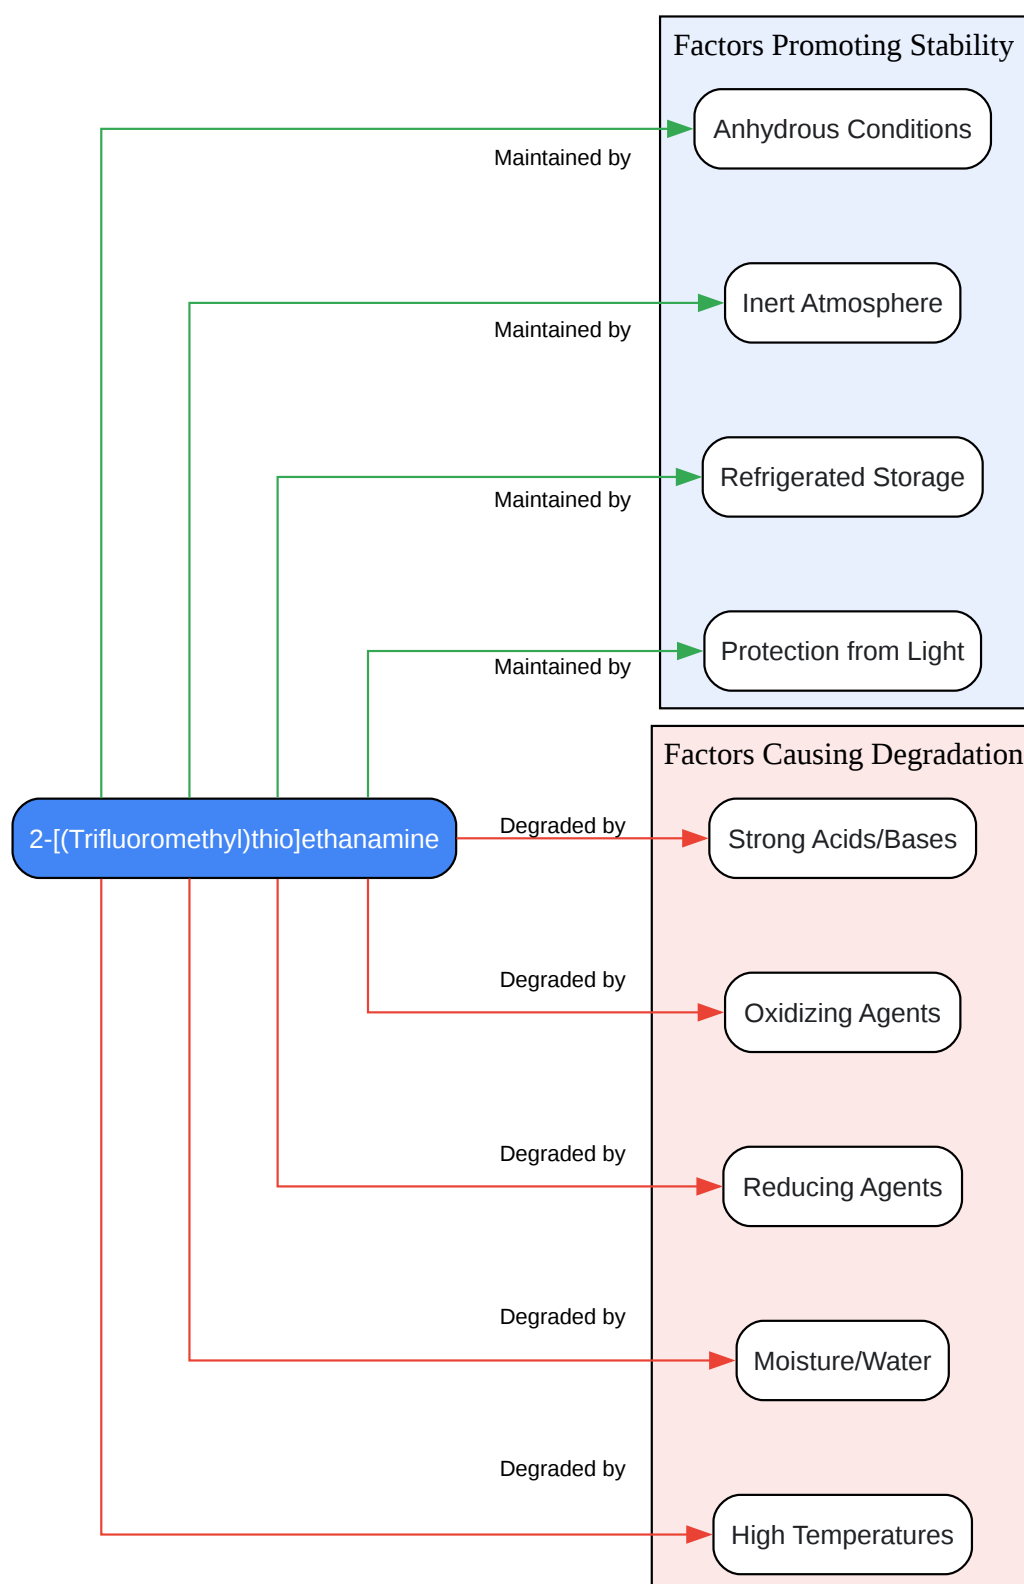 Factors Promoting Stability
Anhydrous Conditions
Maintained by
Inert Atmosphere
Maintained by
Refrigerated Storage
Maintained by
Protection from Light
Maintained by
Factors Causing Degradation
2-[(Trifluoromethyl)thio]ethanamine
Degraded by
Strong Acids/Bases
Degraded by
Oxidizing Agents
Degraded by
Reducing Agents
Degraded by
Moisture/Water
Degraded by
High Temperatures